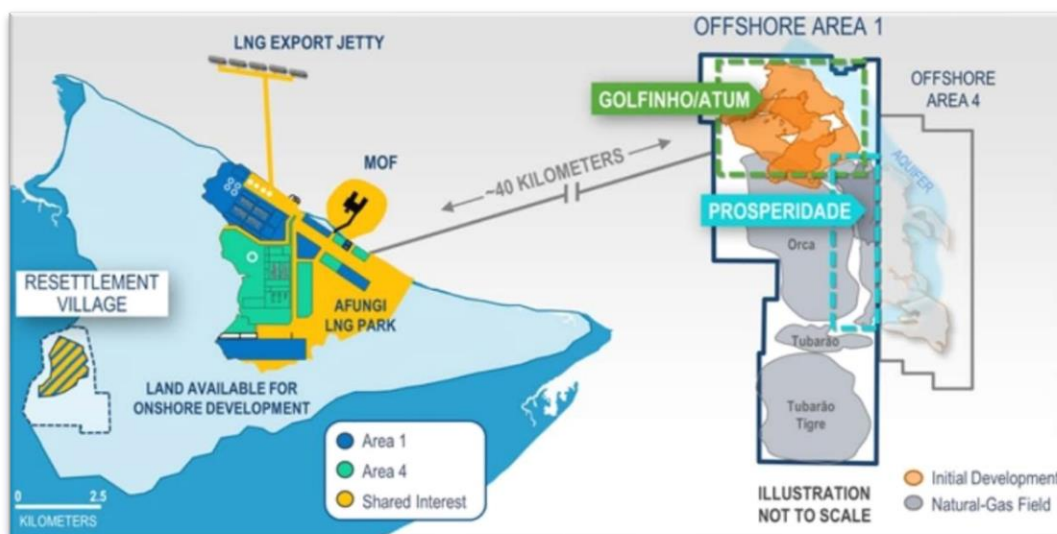 LNG EXPORT JETTY
MOF
RESETTLEMENT
VILLAGE
AFUNGI
LNG PARK
LAND AVAILABLE FOR
ONSHORE DEVELOPMENT
Area 1
Area 4
Shared Interest
0 2.5
KILOMETERS
~40 KILOMETERS
OFFSHORE AREA 1
GOLFINHO/ATUM
OFFSHORE
AREA 4
AQUIFER
PROSPERIDADE
Orca
Tubarão
Tubarão
Tigre
ILLUSTRATION
NOT TO SCALE
Initial Development
Natural-Gas Field